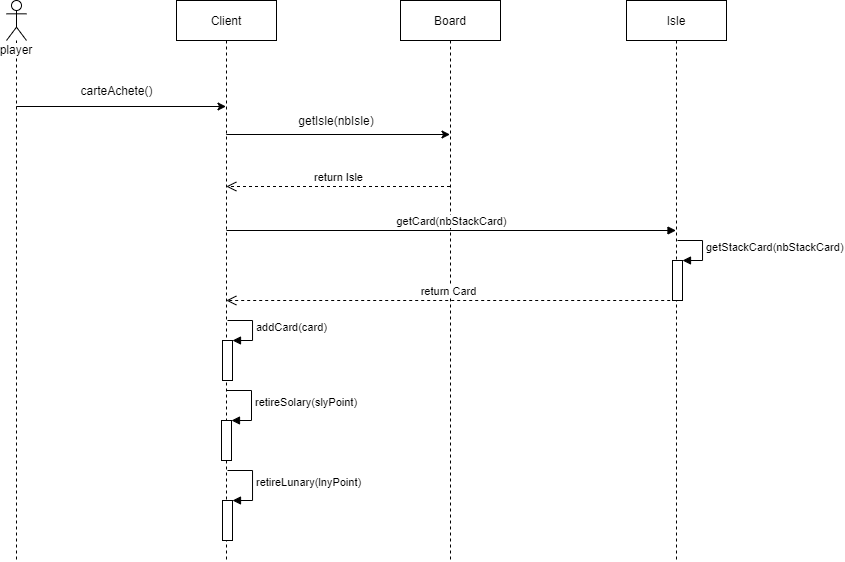 Client
Board
Isle
player
carteAchete()
getIsle(nbIsle)
return Isle
getCard(nbStackCard)
getStackCard(nbStackCard)
return Card
addCard(card)
retireSolary(slyPoint)
retireLunary(lnyPoint)